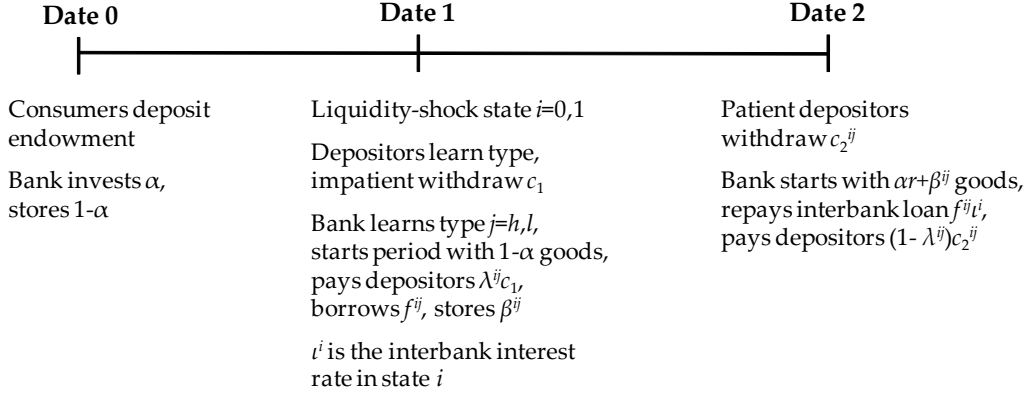 Date 0
Date 1
Date 2
Consumers deposit
endowment
Bank invests α,
stores 1-α
Liquidity-shock state i=0,1
Depositors learn type,
impatient withdraw c₁
Bank learns type j=h,l,
starts period with 1-α goods,
pays depositors λⁱʲc₁,
borrows fⁱʲ, stores βⁱʲ
ιⁱ is the interbank interest
rate in state i
Patient depositors
withdraw c₂ⁱʲ
Bank starts with αr+βⁱʲ goods,
repays interbank loan fⁱʲιⁱ,
pays depositors (1- λⁱʲ)c₂ⁱʲ